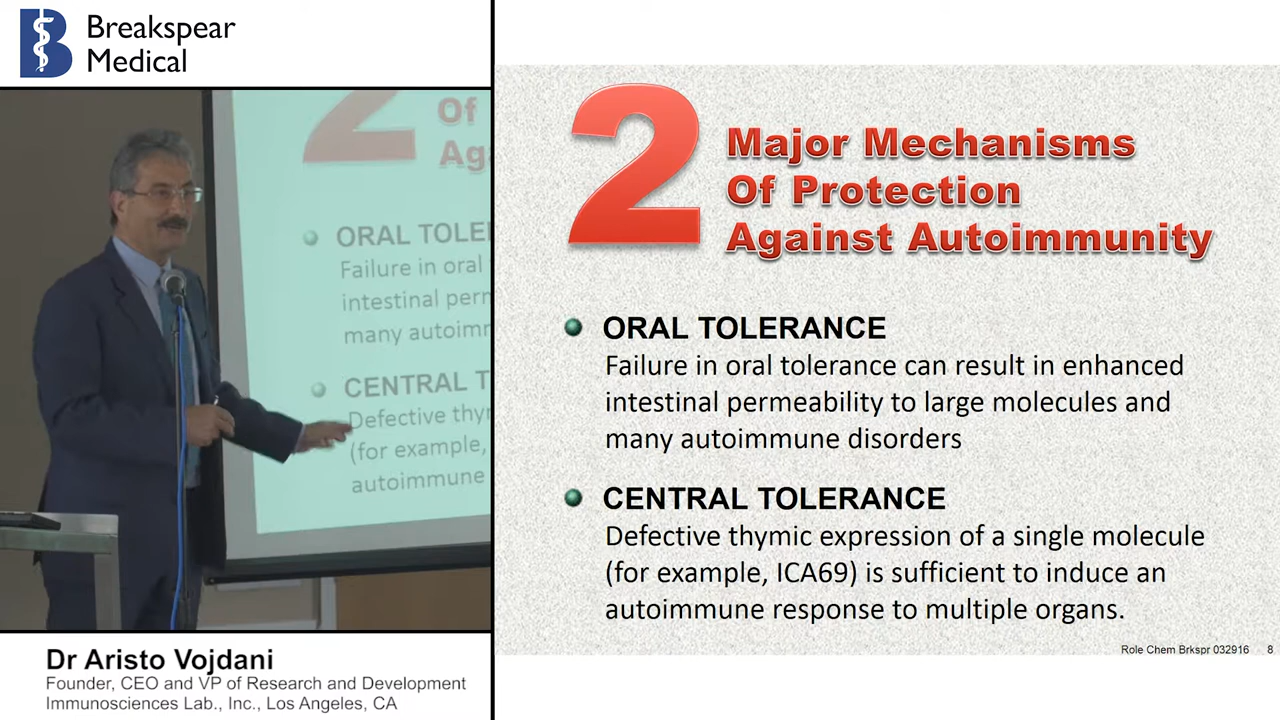 Breakspear
Medical
2
Of
Ag
ORAL TOLE
Failure in oral
intestinal perm
many autoimm
CENTRAL T
Defective thym
(for example,
autoimmune
Dr Aristo Vojdani
Founder, CEO and VP of Research and Development
Immunosciences Lab., Inc., Los Angeles, CA
2
Major Mechanisms
Of Protection
Against Autoimmunity
ORAL TOLERANCE
Failure in oral tolerance can result in enhanced
intestinal permeability to large molecules and
many autoimmune disorders
CENTRAL TOLERANCE
Defective thymic expression of a single molecule
(for example, ICA69) is sufficient to induce an
autoimmune response to multiple organs.
Role Chem Brkspr 032916 8